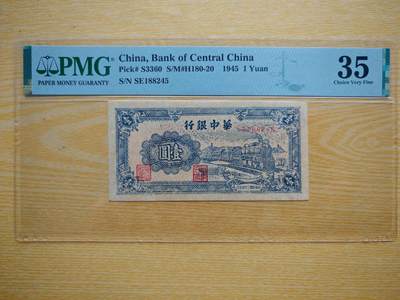 PMG
PAPER MONEY GUARANTY
China, Bank of Central China
Pick# S3360 S/M#H180-20 1945 1 Yuan
S/N SE188245
35
Choice Very Fine
行銀中華
圓壹